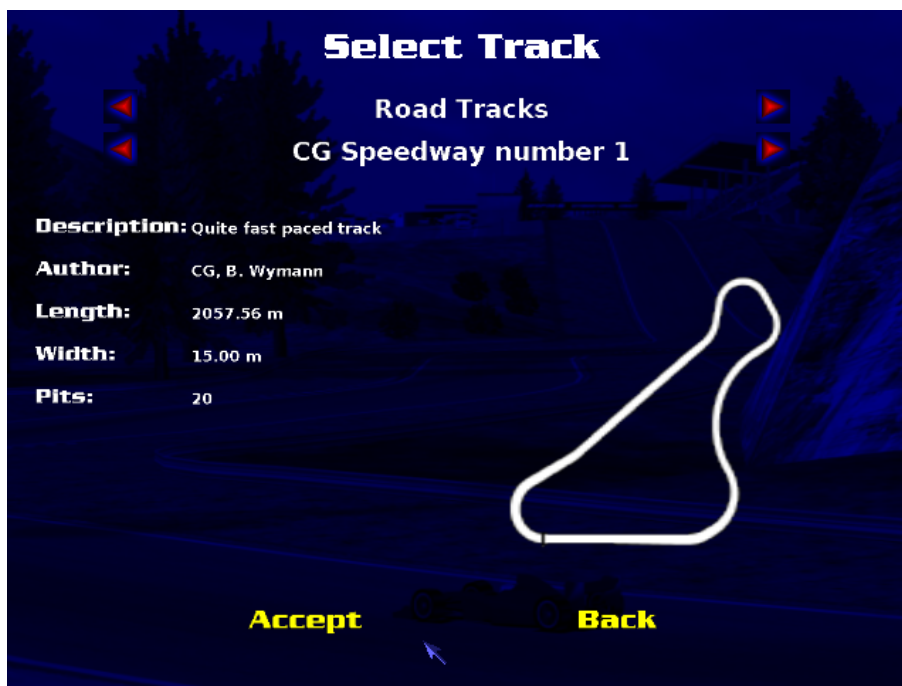 Select Track
Road Tracks
CG Speedway number 1
Description: Quite fast paced track
Author: CG, B. Wymann
Length: 2057.56 m
Width: 15.00 m
Pits: 20
Accept Back